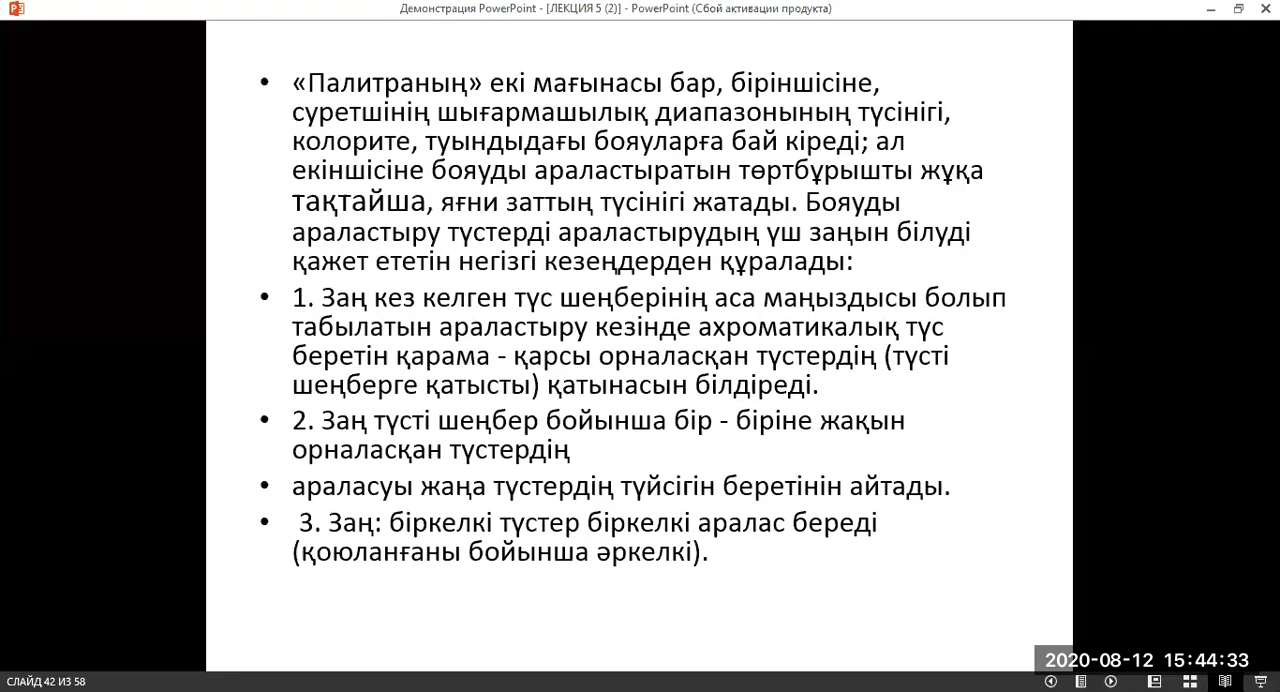 Демонстрация PowerPoint - [ЛЕКЦИЯ 5 (2)] - PowerPoint (Сбой активации продукта)
• «Палитраның» екі мағынасы бар, біріншісіне,
суретшінің шығармашылық диапазонының түсінігі,
колорите, туындыдағы бояуларға бай кіреді; ал
екіншісіне бояуды араластыратын төртбұрышты жұқа
тақтайша, яғни заттың түсінігі жатады. Бояуды
араластыру түстерді араластырудың үш заңын білуді
қажет ететін негізгі кезеңдерден құралады:
• 1. Заң кез келген түс шеңберінің аса маңыздысы болып
табылатын араластыру кезінде ахроматикалық түс
беретін қарама - қарсы орналасқан түстердің (түсті
шеңберге қатысты) қатынасын білдіреді.
• 2. Заң түсті шеңбер бойынша бір - біріне жақын
орналасқан түстердің
• араласуы жаңа түстердің түйсігін беретінін айтады.
• 3. Заң: біркелкі түстер біркелкі аралас береді
(қоюланғаны бойынша әркелкі).
2020-08-12 15:44:33
СЛАЙД 42 ИЗ 58